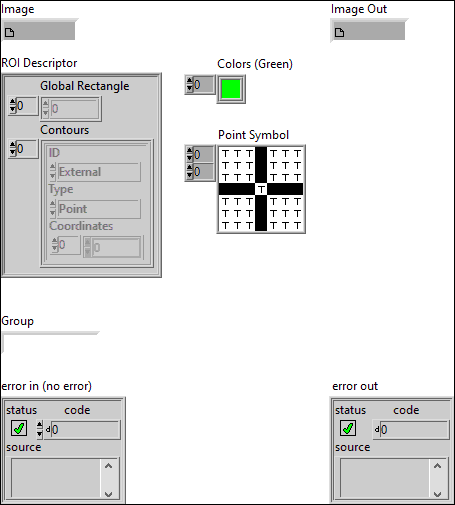 Image
Image Out
ROI Descriptor
Global Rectangle
0
0
Contours
0
ID
External
Type
Point
Coordinates
0
0
Colors (Green)
0
Point Symbol
0
0
T T T T T T
T T T T T T
T T T T T T
T
T T T T T T
T T T T T T
T T T T T T
Group
error in (no error)
status code
d0
source
error out
status code
d0
source